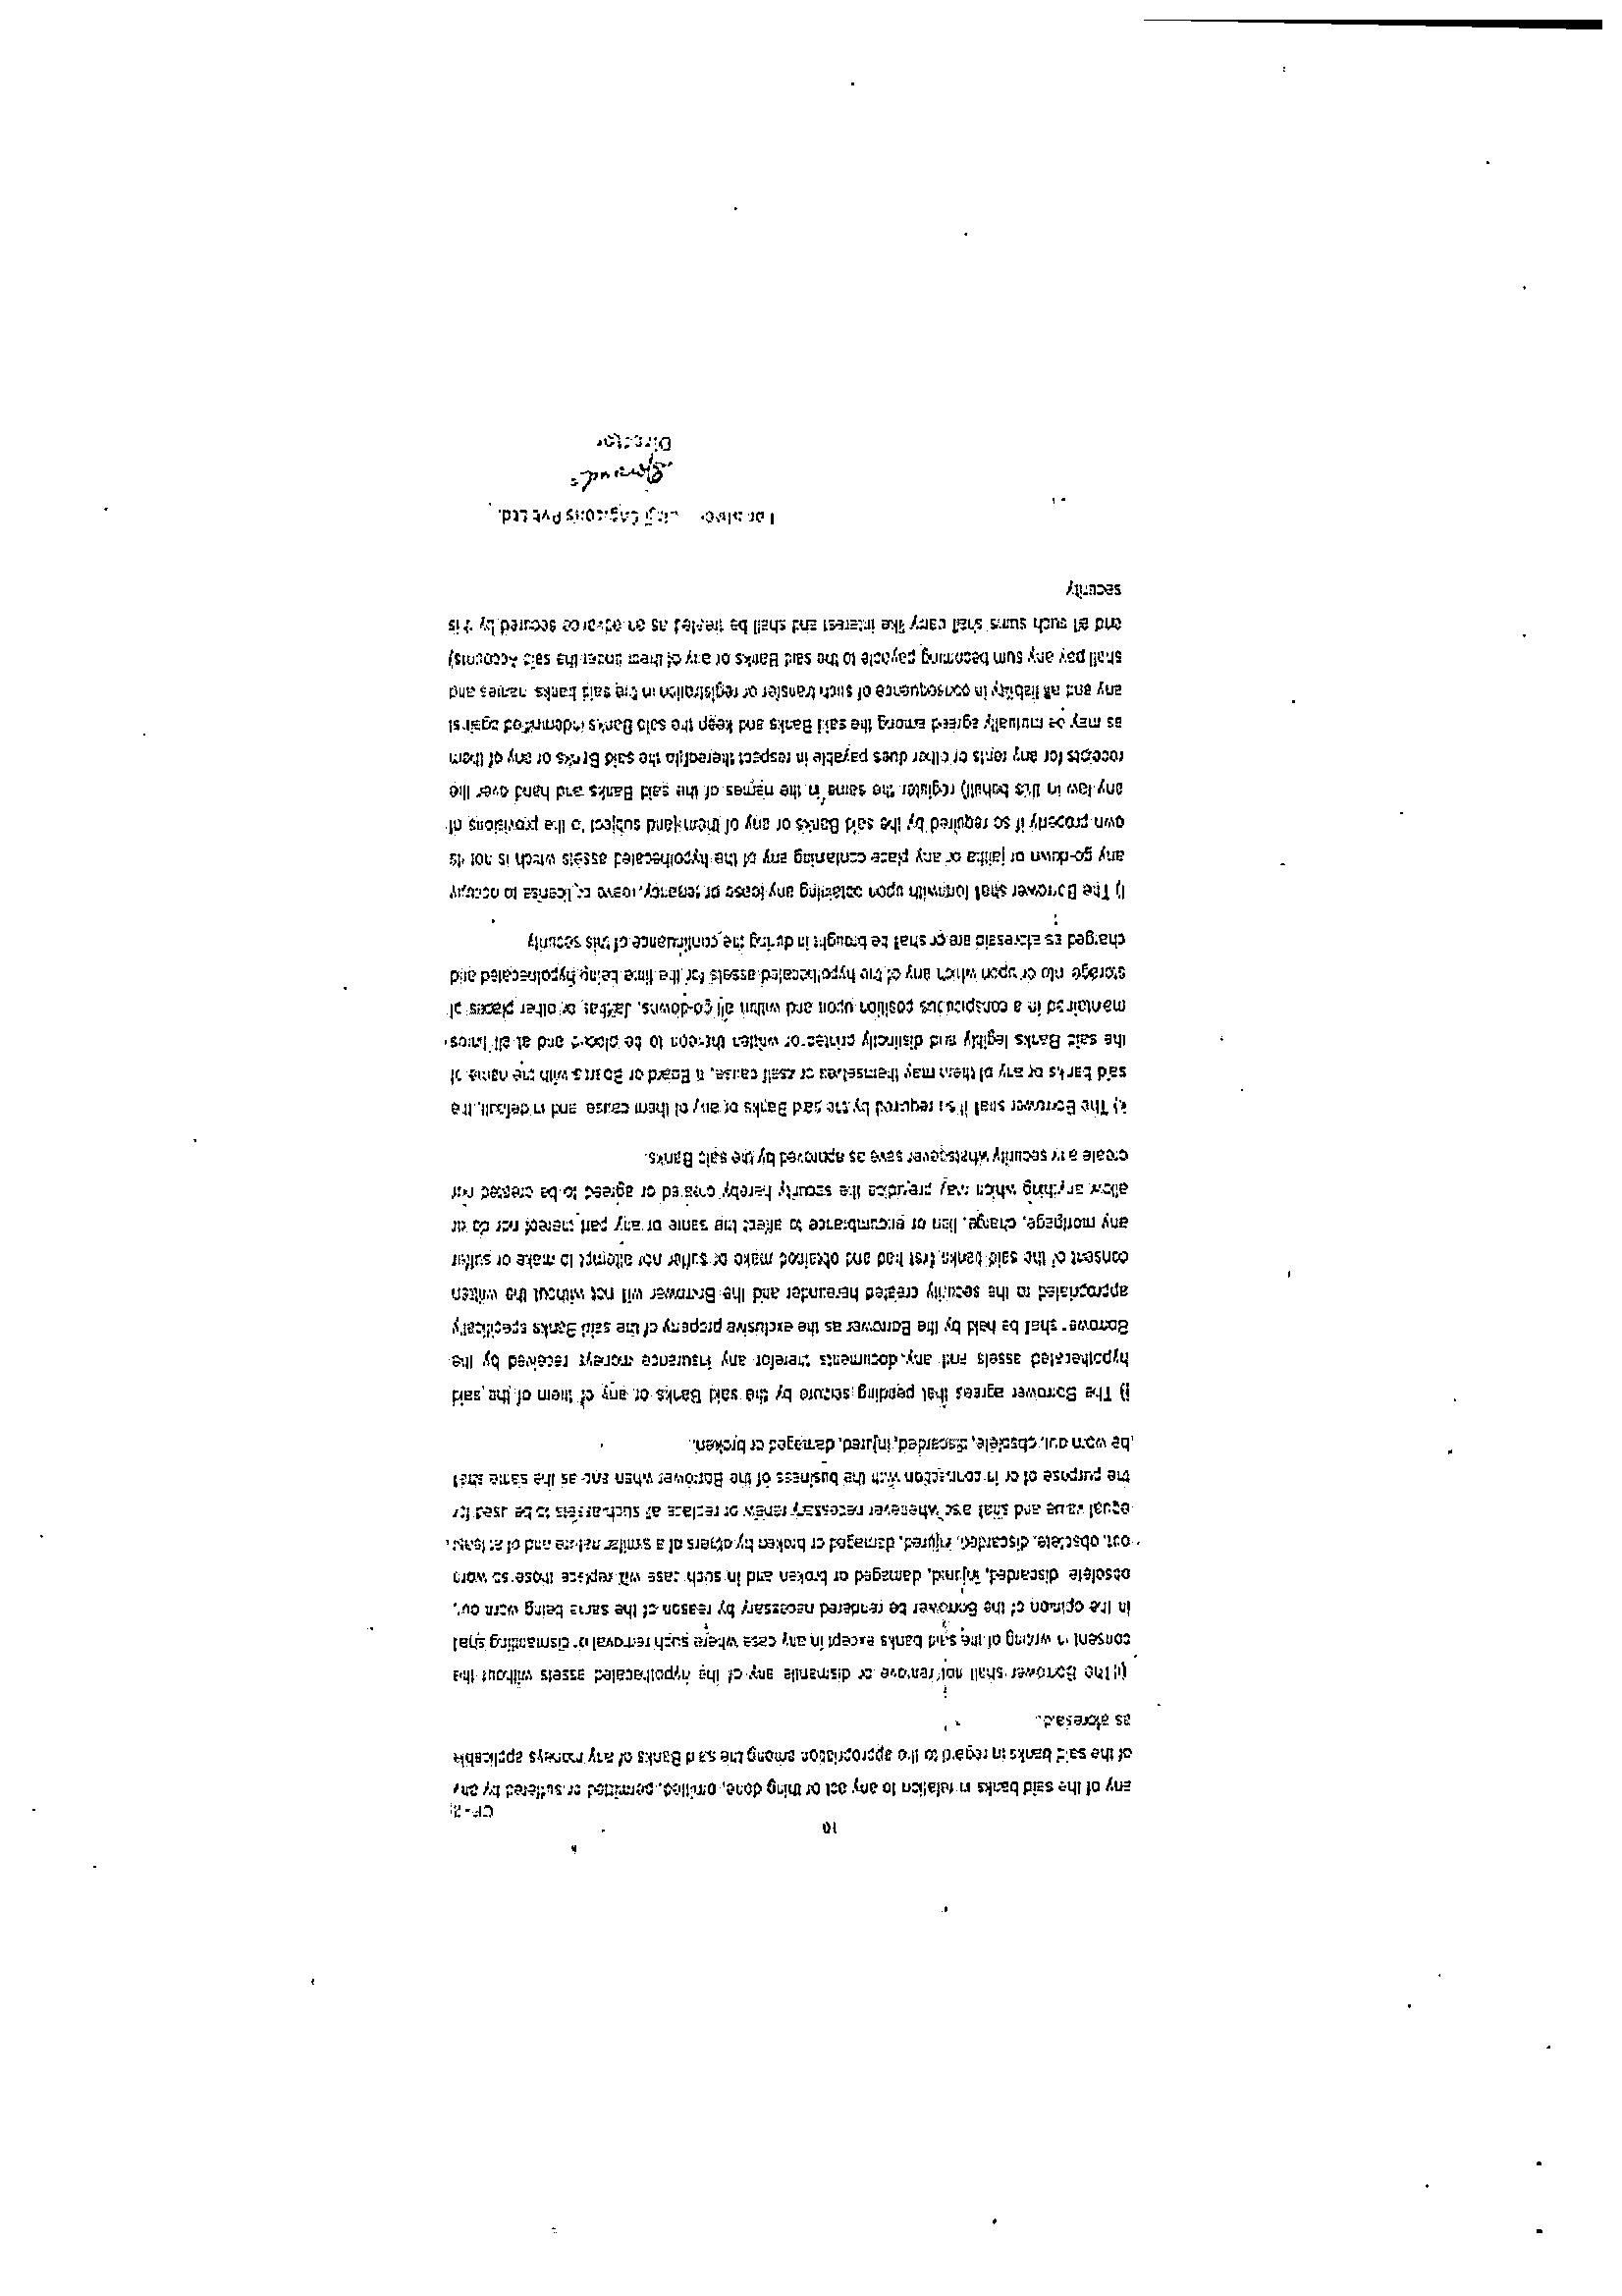 10
CF - 
any of the said banks in relation to any act or thing done, omitted, permitted or suffered by any
of the said banks in regard to the appropriation among the said Banks of any moneys applicable
as aforesaid.
the Borrower shall not remove or dismantle any of the hypothecated assets without the
consent in writing of the said banks except in any case where such removal or dismantling shall
in the opinion of the Borrower be rendered necessary by reason of the same being worn out,
obsolete, discarded, injured, damaged or broken and in such case will replace those so worn
out, obsolete, discarded, injured, damaged or broken by others of a similar nature and of at least
equal value and shall also whenever necessary renew or replace all such assets to be used for
the purpose of or in connection with the business of the Borrower when and as the same shall
be worn out, obsolete, discarded, injured, damaged or broken.
j) The Borrower agrees that pending seizure by the said Banks or any of them of the said
hypothecated assets and any documents therefor any insurance moneys received by the
Borrower shall be held by the Borrower as the exclusive property of the said Banks specifically
appropriated to the security created hereunder and the Borrower will not without the written
consent of the said banks first had and obtained make or suffer nor attempt to make or suffer
any mortgage, charge, lien or encumbrance to affect the same or any part thereof nor do or
allow anything which may prejudice the security hereby created or agreed to be created nor
create any security whatsoever save as approved by the said Banks.
k) The Borrower shall if so required by the said Banks or any of them cause and in default, the
said banks or any of them may themselves or itself cause, a Board or Boards with the name of
the said Banks legibly and distinctly printed or written thereon to be placed and at all times
maintained in a conspicuous position upon and within all go-downs, Jathas or other places of
storage into or upon which any of the hypothecated assets for the time being hypothecated and
charged as aforesaid are or shall be brought in during the continuance of this security
l) The Borrower shall forthwith upon obtaining any lease or tenancy, leave or license to occupy
any go-down or jatha or any place containing any of the hypothecated assets which is not its
own property if so required by the said Banks or any of them (and subject to the provisions of
any law in this behalf) register the same in the names of the said Banks and hand over the
receipts for any rents or other dues payable in respect thereof to the said Banks or any of them
as may be mutually agreed among the said Banks and keep the said Banks indemnified against
any and all liability in consequence of such transfer or registration in the said banks names and
shall pay any sum becoming payable to the said Banks or any of them under the said Account(s)
and all such sums shall carry like interest and shall be treated as an advance secured by this
security
For Pvt Ltd.
Director